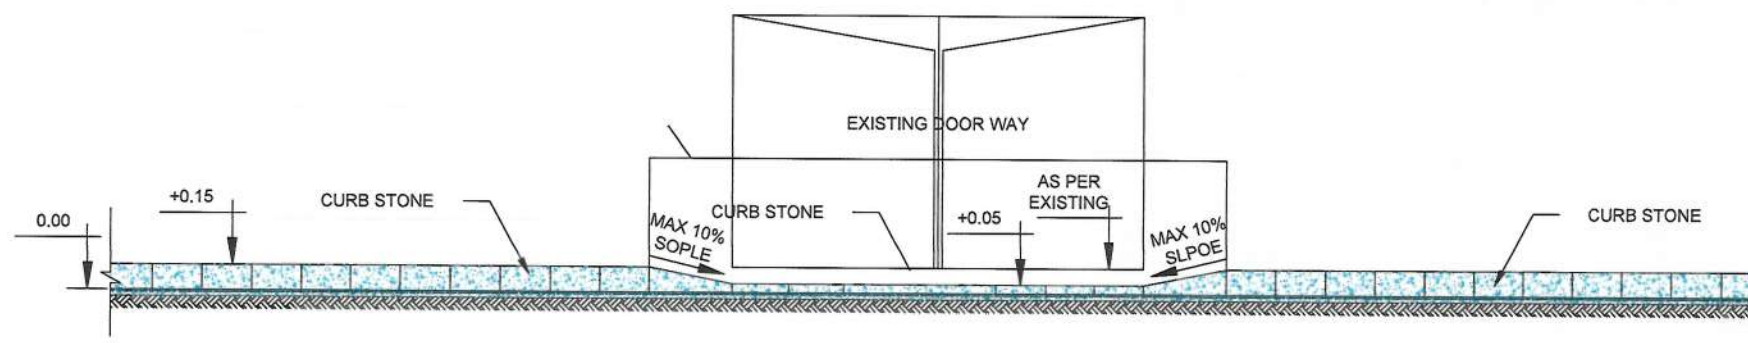 EXISTING DOOR WAY
+0.15
CURB STONE
0.00
MAX 10%
SOPLE
CURB STONE
+0.05
AS PER
EXISTING
MAX 10%
SLPOE
CURB STONE